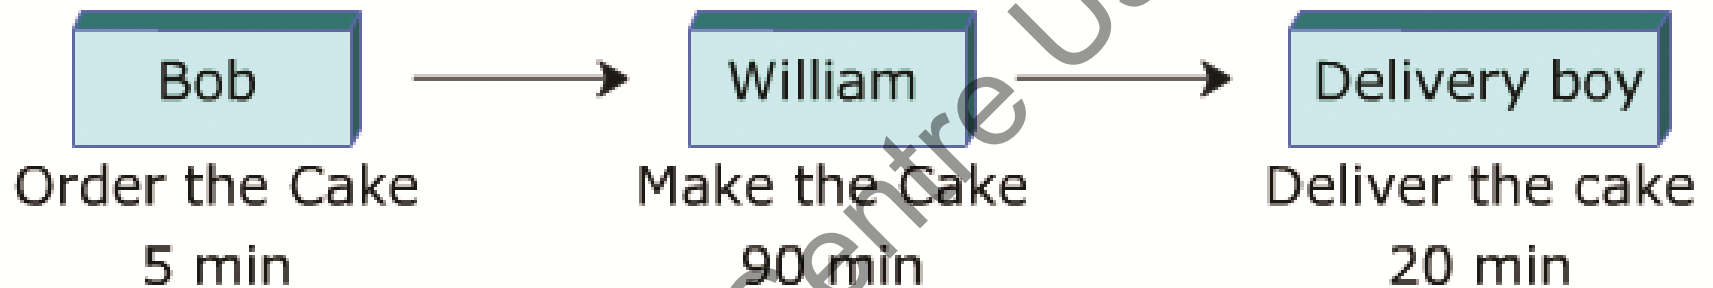 Bob
William
Delivery boy
Order the Cake
Make the Cake
Deliver the cake
5 min
90 min
20 min
Centre